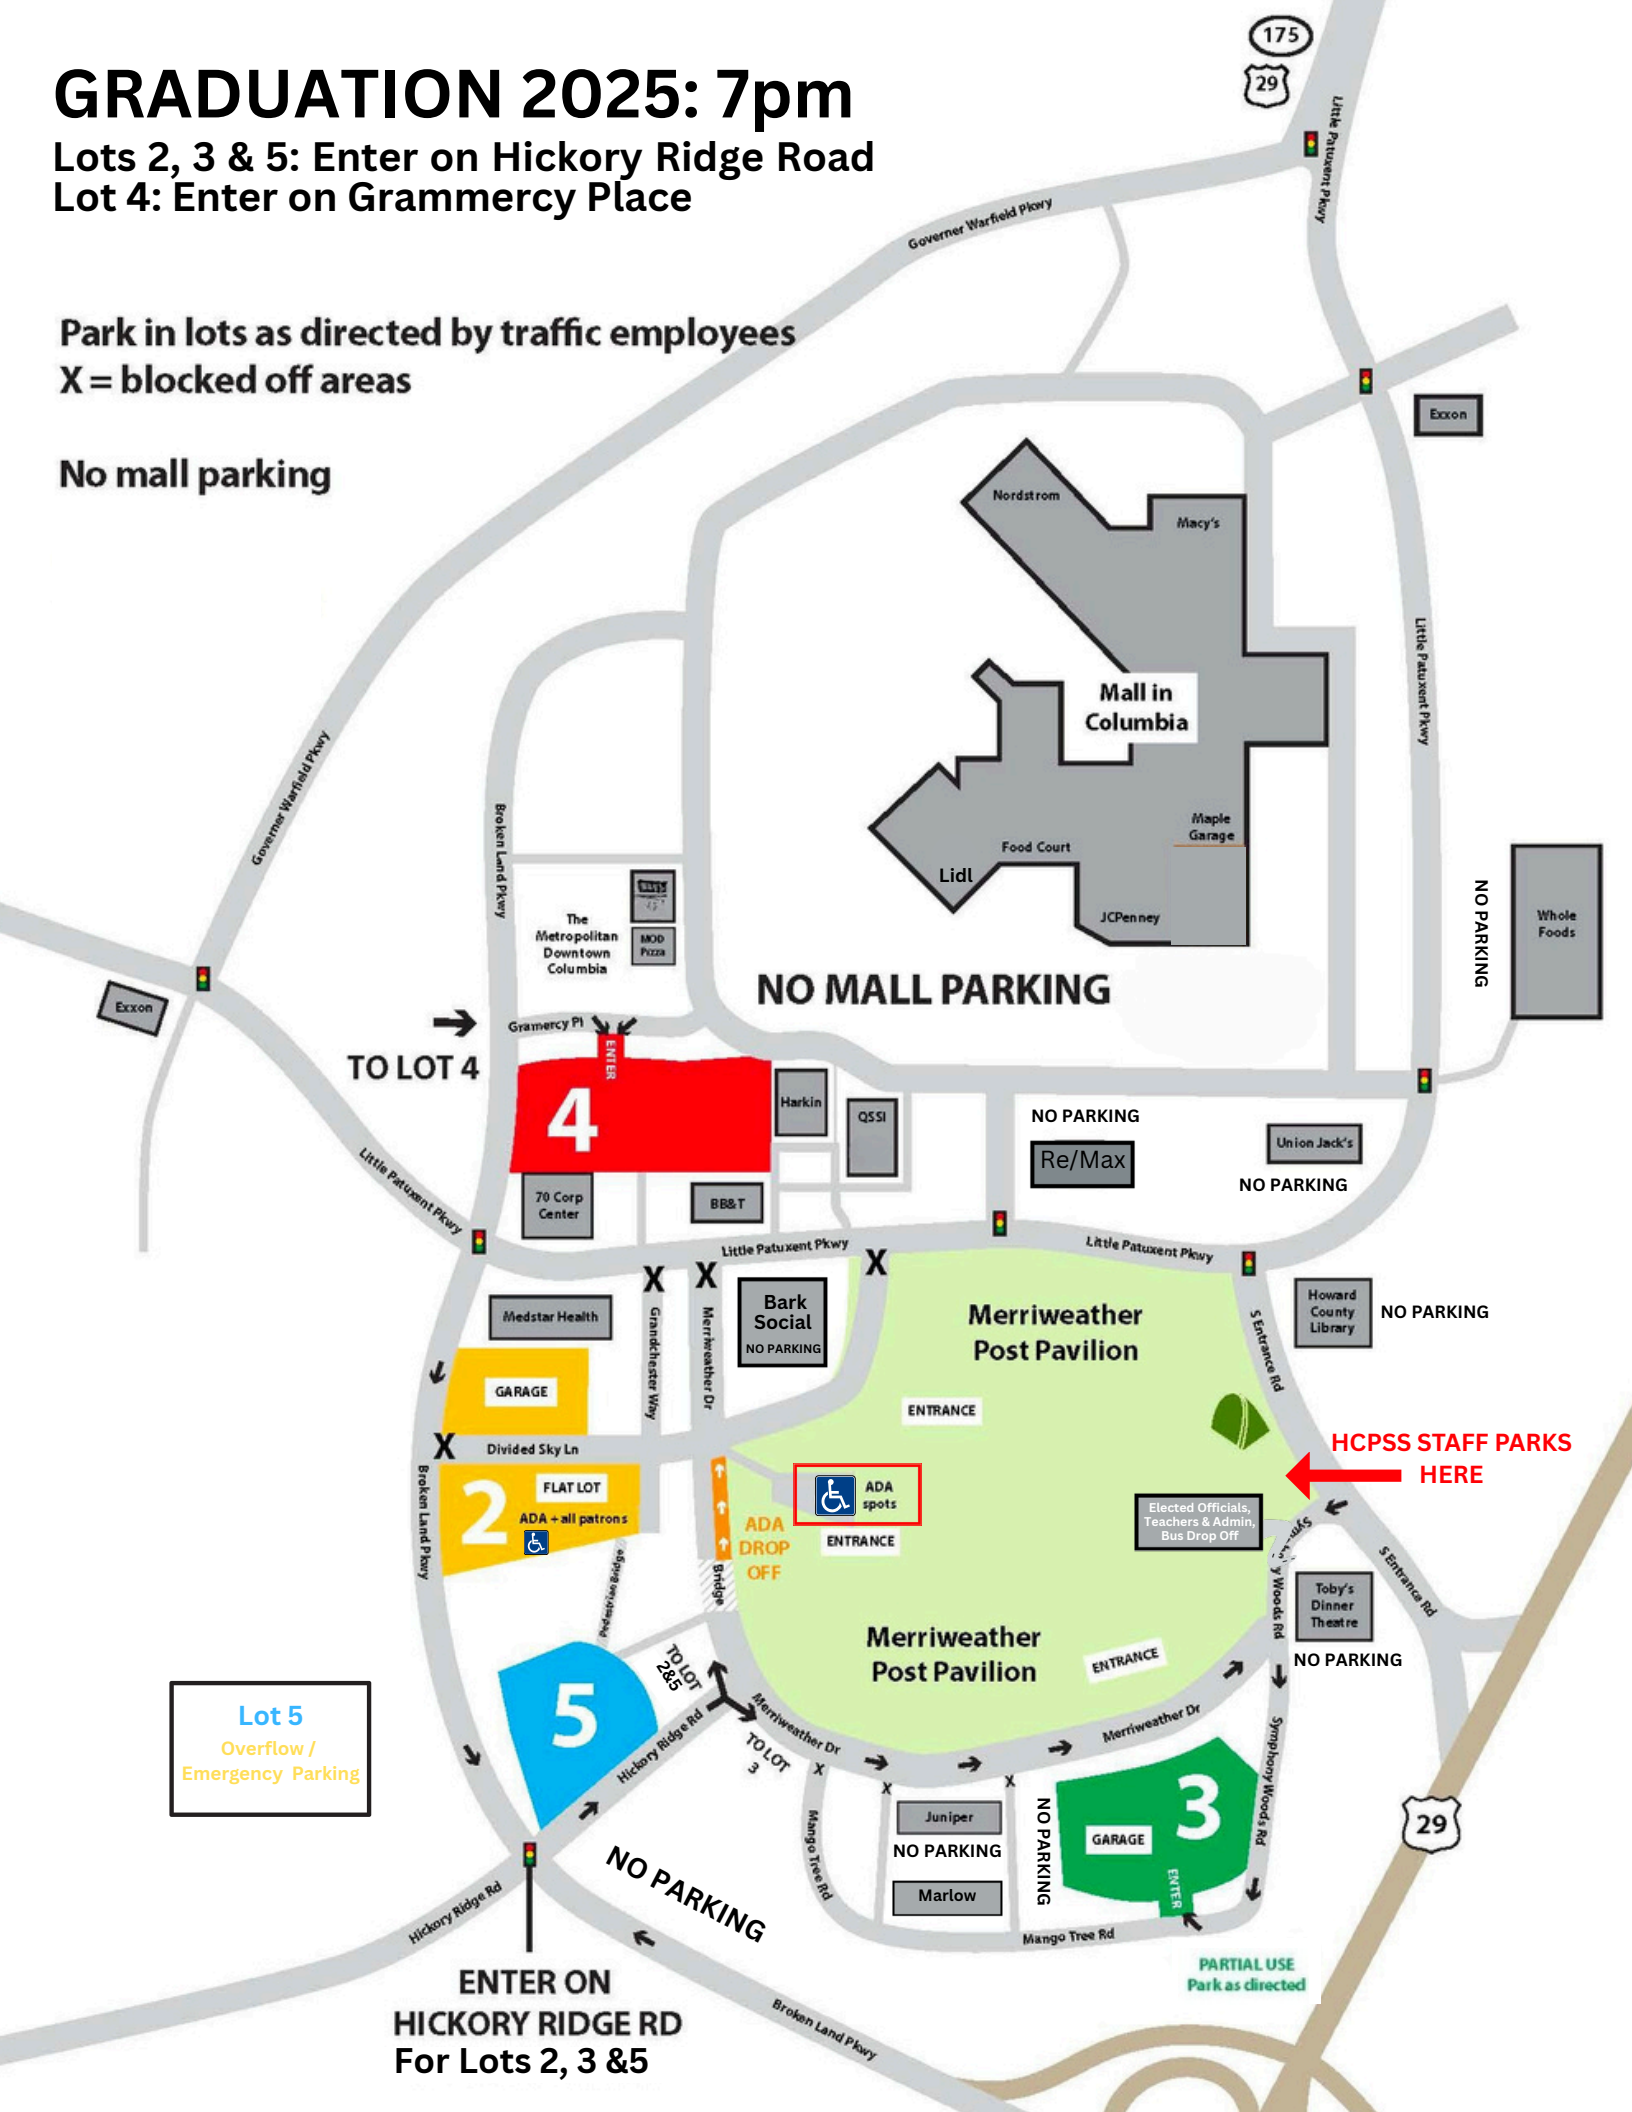 GRADUATION 2025: 7pm
Lots 2, 3 & 5: Enter on Hickory Ridge Road
Lot 4: Enter on Grammercy Place
Park in lots as directed by traffic employees
X = blocked off areas
No mall parking
175
29
Little Patuxent Pkwy
Governer Warfield Pkwy
Exxon
Nordstrom
Macy's
Mall in
Columbia
Little Patuxent Pkwy
Governer Warfield Pkwy
Broken Land Pkwy
Maple
Garage
Food Court
Lidl
JCPenney
NO PARKING
Whole
Foods
The
Metropolitan
Downtown
Columbia
MOD
Pizza
NO MALL PARKING
Exxon
Gramercy Pl
TO LOT 4
ENTER
4
Harkin
QSSI
NO PARKING
Re/Max
Union Jack's
NO PARKING
Little Patuxent Pkwy
70 Corp
Center
BB&T
Little Patuxent Pkwy
Little Patuxent Pkwy
X
X
X
Medstar Health
Grandchester Way
Merriweather Dr
Bark
Social
NO PARKING
Merriweather
Post Pavilion
S Entrance Rd
Howard
County
Library
NO PARKING
GARAGE
ENTRANCE
X
Divided Sky Ln
HCPSS STAFF PARKS
HERE
Broken Land Pkwy
2
FLAT LOT
ADA + all patrons
ADA
spots
ADA
DROP
OFF
ENTRANCE
Elected Officials,
Teachers & Admin,
Bus Drop Off
Bridge
Pedestrian Bridge
Symphony Woods Rd
S Entrance Rd
Toby's
Dinner
Theatre
NO PARKING
Merriweather
Post Pavilion
ENTRANCE
TO LOT
2&5
5
Lot 5
Overflow /
Emergency Parking
Hickory Ridge Rd
Merriweather Dr
TO LOT
3
Merriweather Dr
Symphony Woods Rd
X
X
X
Mango Tree Rd
Juniper
NO PARKING
Marlow
NO PARKING
3
GARAGE
ENTER
29
NO PARKING
Hickory Ridge Rd
Mango Tree Rd
PARTIAL USE
Park as directed
ENTER ON
HICKORY RIDGE RD
For Lots 2, 3 &5
Broken Land Pkwy